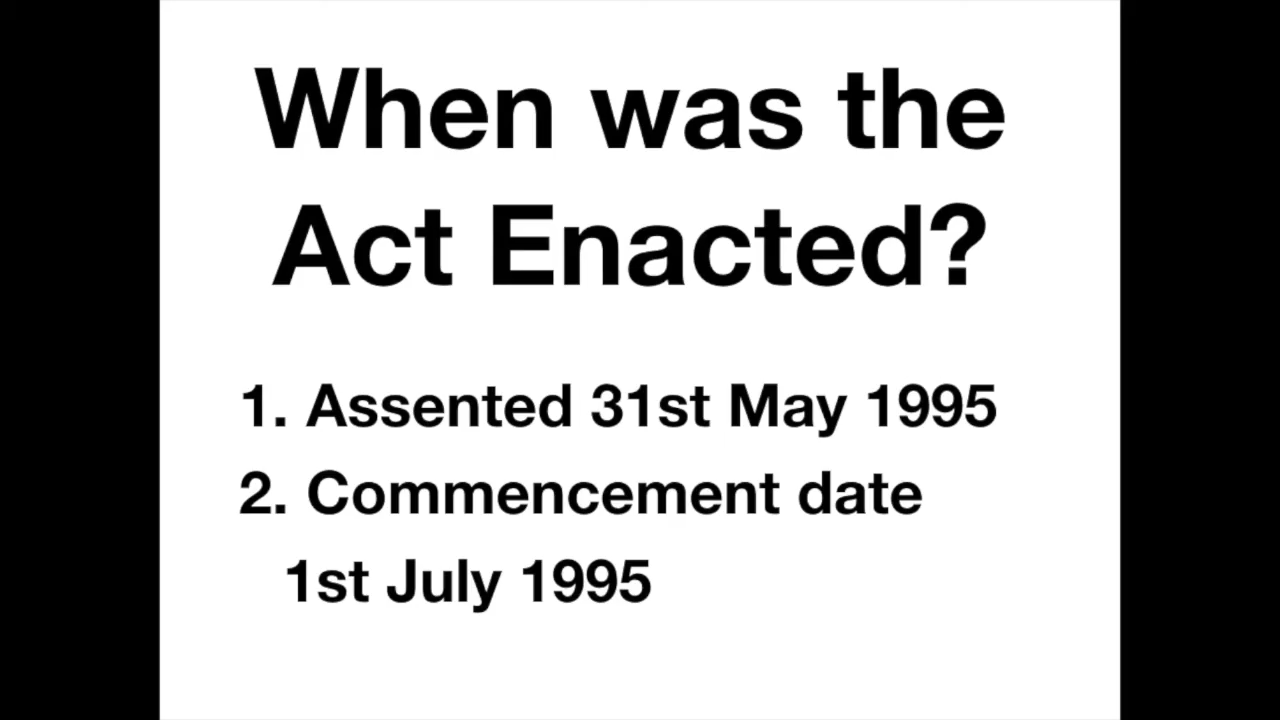 When was the
Act Enacted?
1. Assented 31st May 1995
2. Commencement date
1st July 1995